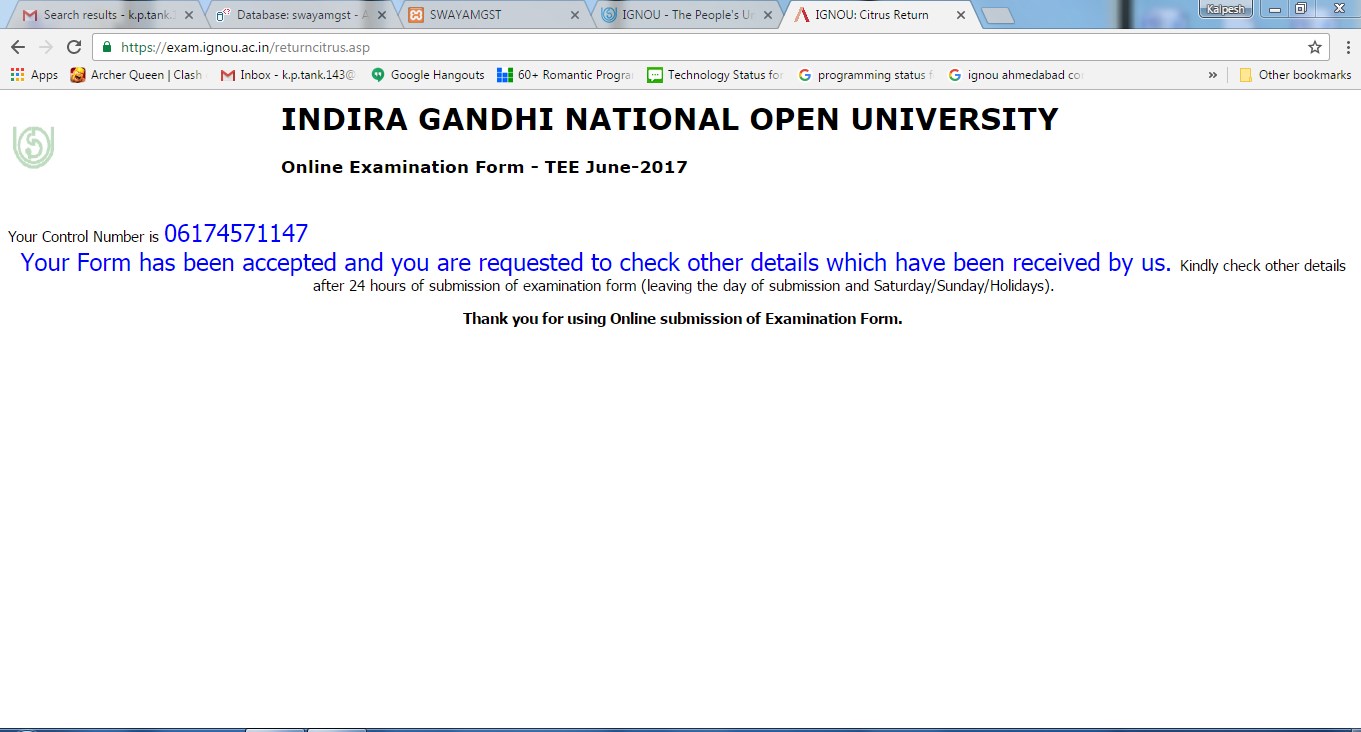 Search results - k.p.tank.1
Database: swayamgst - A
SWAYAMGST
IGNOU - The People's Un
IGNOU: Citrus Return
Kalpesh
https://exam.ignou.ac.in/returncitrus.asp
Apps
Archer Queen | Clash
Inbox - k.p.tank.143@
Google Hangouts
60+ Romantic Progra
Technology Status for
programming status f
ignou ahmedabad con
»
Other bookmarks
INDIRA GANDHI NATIONAL OPEN UNIVERSITY
Online Examination Form - TEE June-2017
Your Control Number is 06174571147
Your Form has been accepted and you are requested to check other details which have been received by us. Kindly check other details
after 24 hours of submission of examination form (leaving the day of submission and Saturday/Sunday/Holidays).
Thank you for using Online submission of Examination Form.